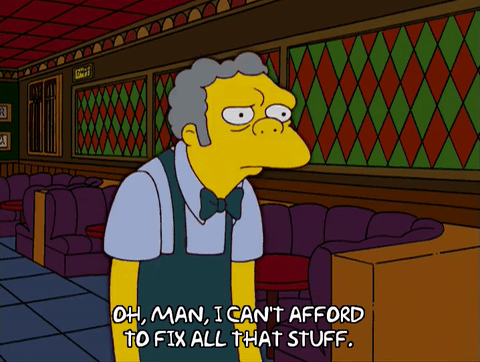 OH, MAN, I CAN'T AFFORD
TO FIX ALL THAT STUFF.